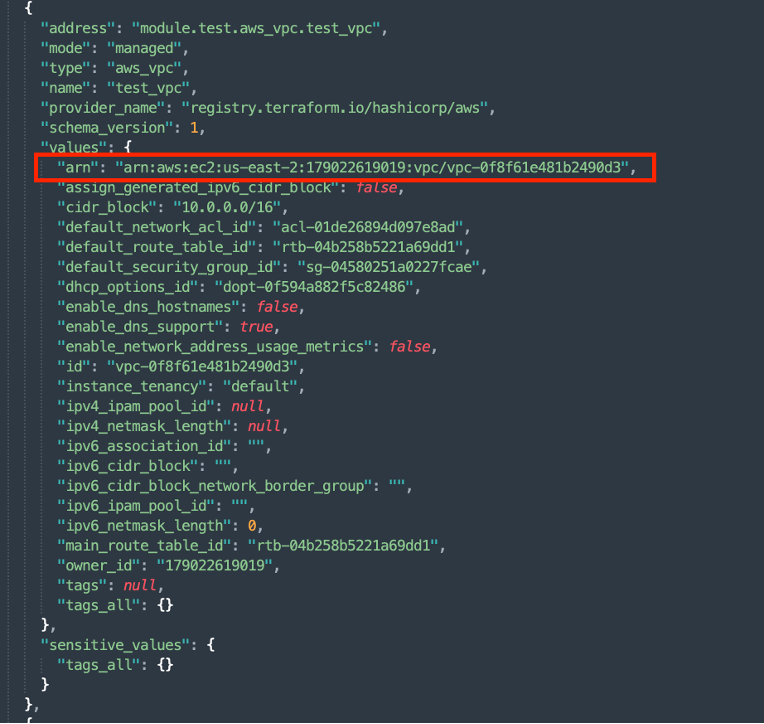 {
"address": "module.test.aws_vpc.test_vpc",
"mode": "managed",
"type": "aws_vpc",
"name": "test_vpc",
"provider_name": "registry.terraform.io/hashicorp/aws",
"schema_version": 1,
"values": {
"arn": "arn:aws:ec2:us-east-2:179022619019:vpc/vpc-0f8f61e481b2490d3",
"assign_generated_ipv6_cidr_block": false,
"cidr_block": "10.0.0.0/16",
"default_network_acl_id": "acl-01de26894d097e8ad",
"default_route_table_id": "rtb-04b258b5221a69dd1",
"default_security_group_id": "sg-04580251a0227fcae",
"dhcp_options_id": "dopt-0f594a882f5c82486",
"enable_dns_hostnames": false,
"enable_dns_support": true,
"enable_network_address_usage_metrics": false,
"id": "vpc-0f8f61e481b2490d3",
"instance_tenancy": "default",
"ipv4_ipam_pool_id": null,
"ipv4_netmask_length": null,
"ipv6_association_id": "",
"ipv6_cidr_block": "",
"ipv6_cidr_block_network_border_group": "",
"ipv6_ipam_pool_id": "",
"ipv6_netmask_length": 0,
"main_route_table_id": "rtb-04b258b5221a69dd1",
"owner_id": "179022619019",
"tags": null,
"tags_all": {}
},
"sensitive_values": {
"tags_all": {}
}
},
{